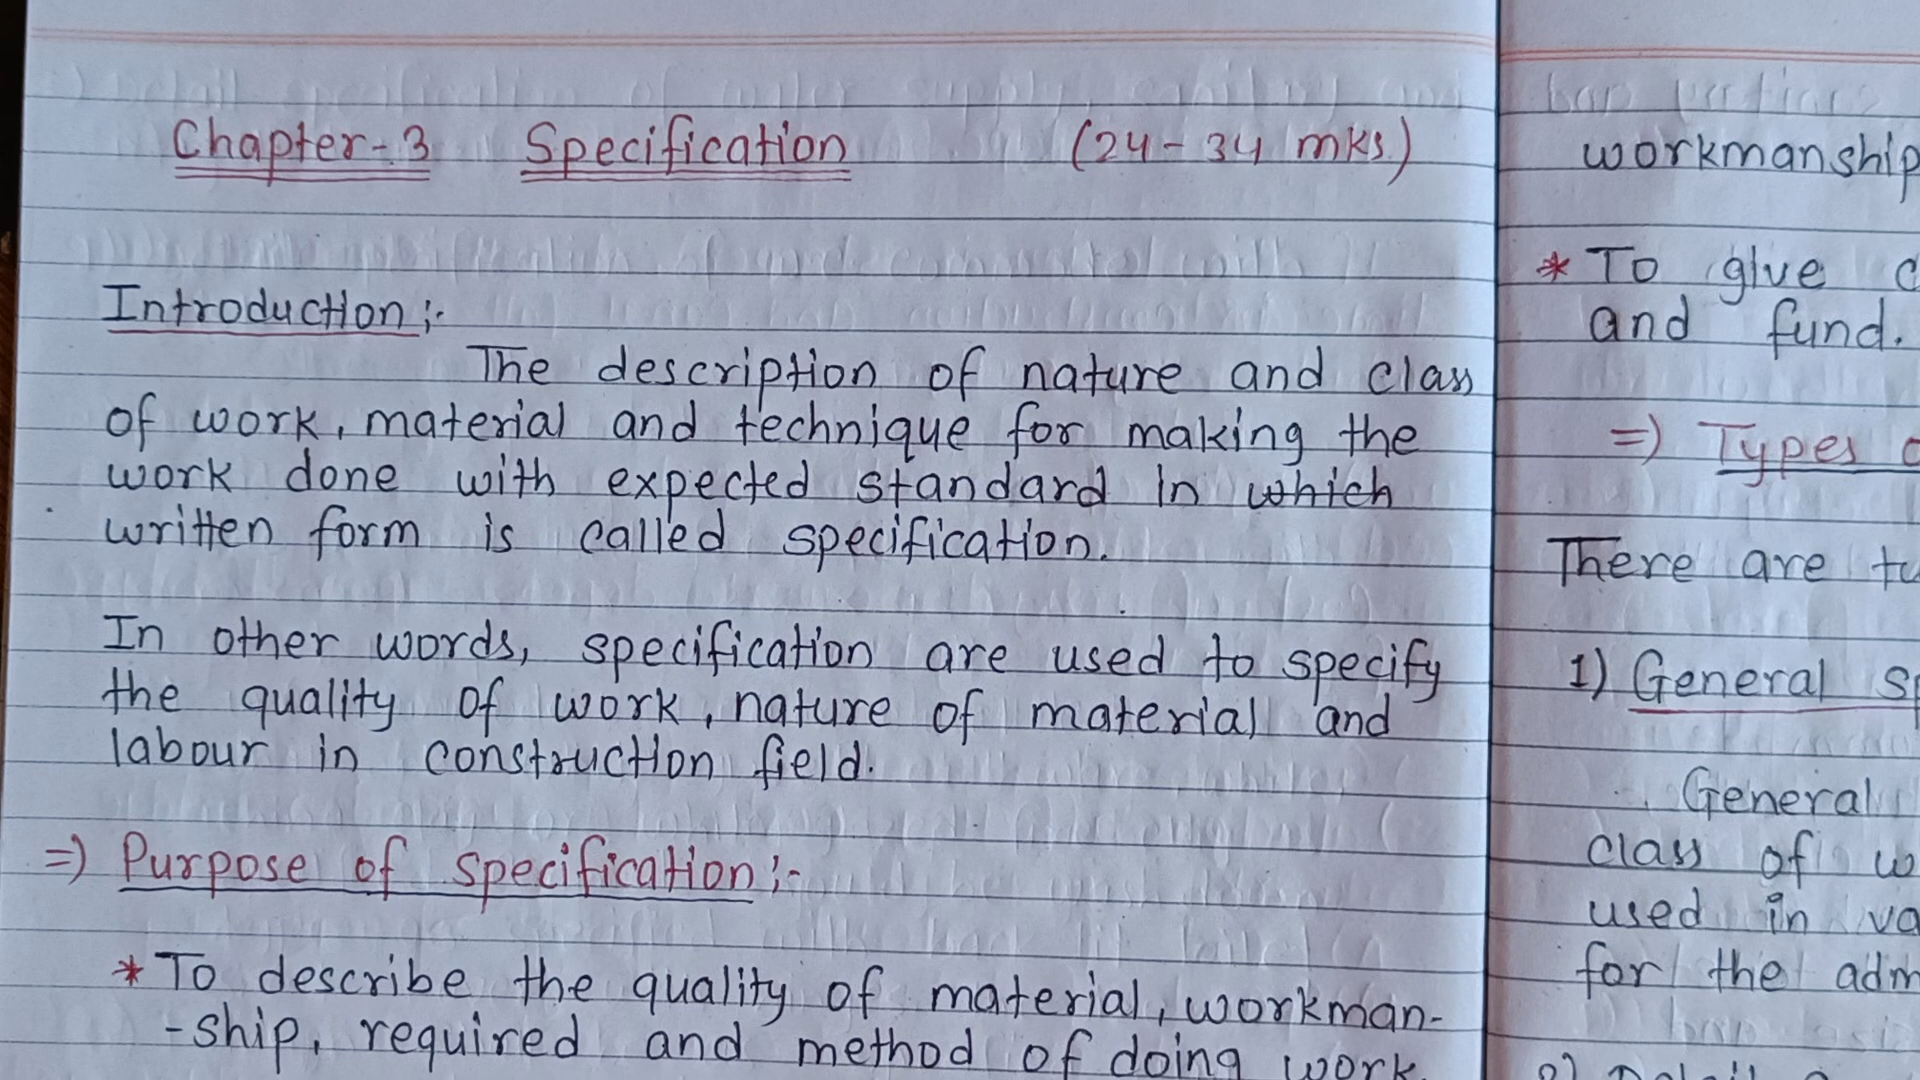 Chapter-3 Specification (24-34 mks.)
Introduction:-
The description of nature and class
of work, material and technique for making the
work done with expected standard in which
written form is called specification.
In other words, specification are used to specify
the quality of work, nature of material and
labour in construction field.
=) Purpose of specification:-
* To describe the quality of material, workman-
-ship, required and method of doing work.
workmanship
* To give
and fund.
=) Types
There are
1) General
General
class of
used in
for the